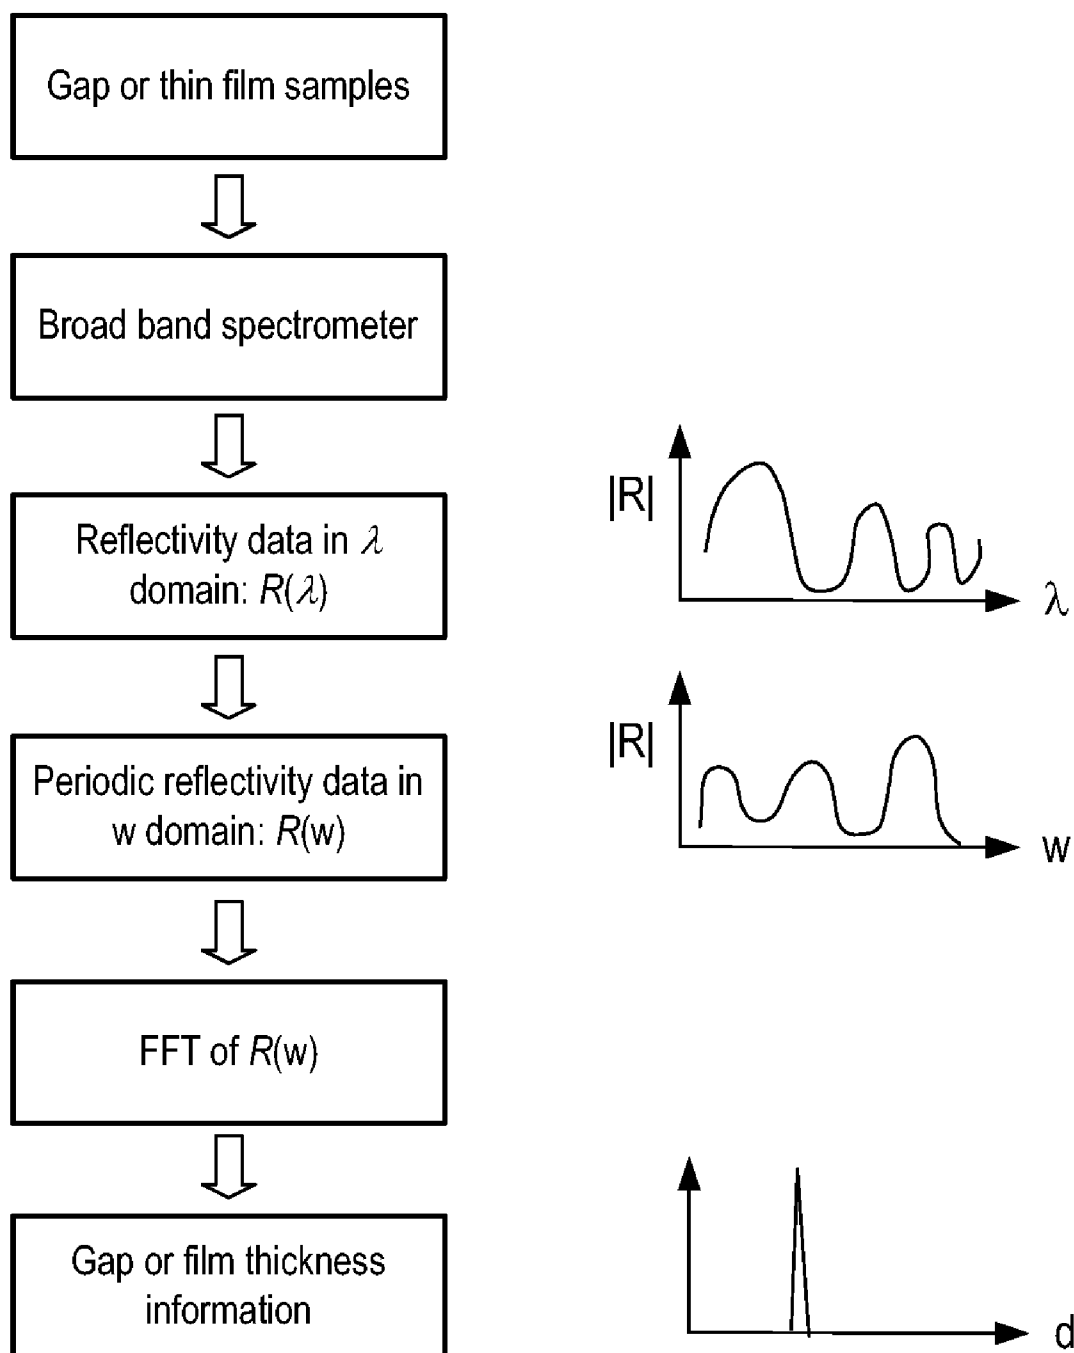 Gap or thin film samples
Broad band spectrometer
Reflectivity data in λ
domain: R(λ)
|R|
λ
Periodic reflectivity data in
w domain: R(w)
|R|
w
FFT of R(w)
Gap or film thickness
information
d